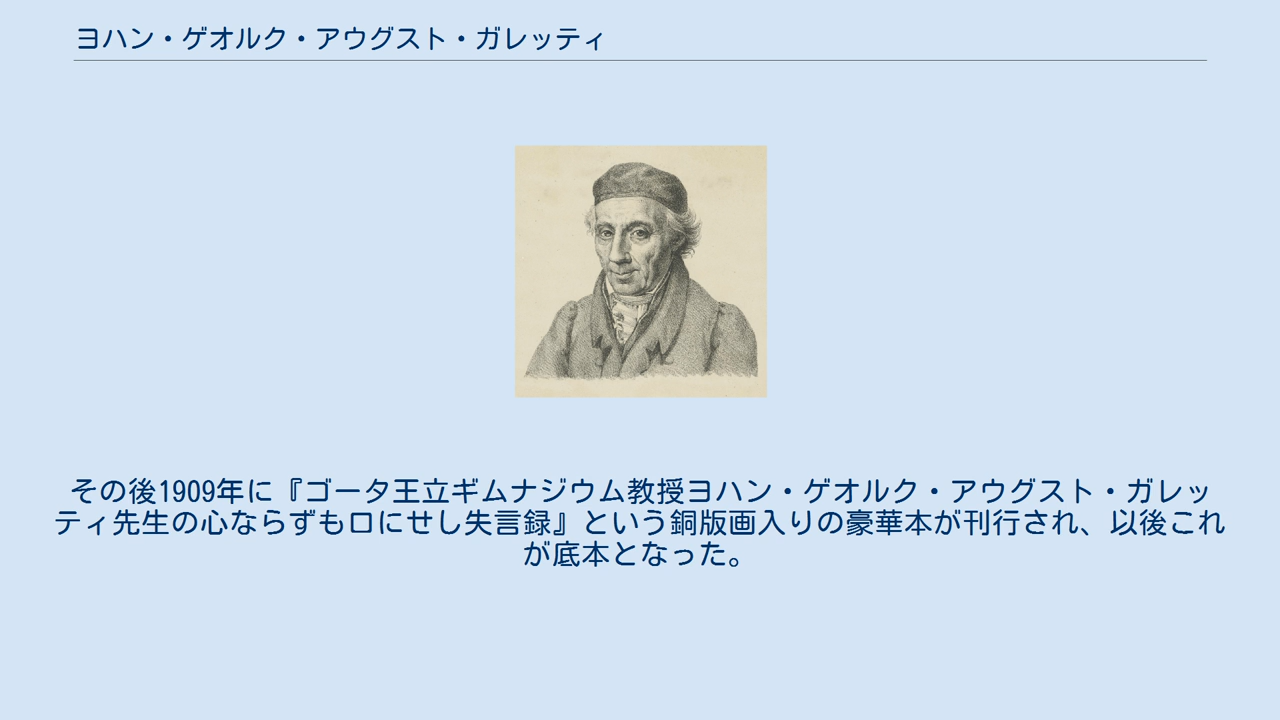 ヨハン・ゲオルク・アウグスト・ガレッティ
その後1909年に『ゴータ王立ギムナジウム教授ヨハン・ゲオルク・アウグスト・ガレッ
ティ先生の心ならずも口にせし失言録』という銅版画入りの豪華本が刊行され、以後これ
が底本となった。